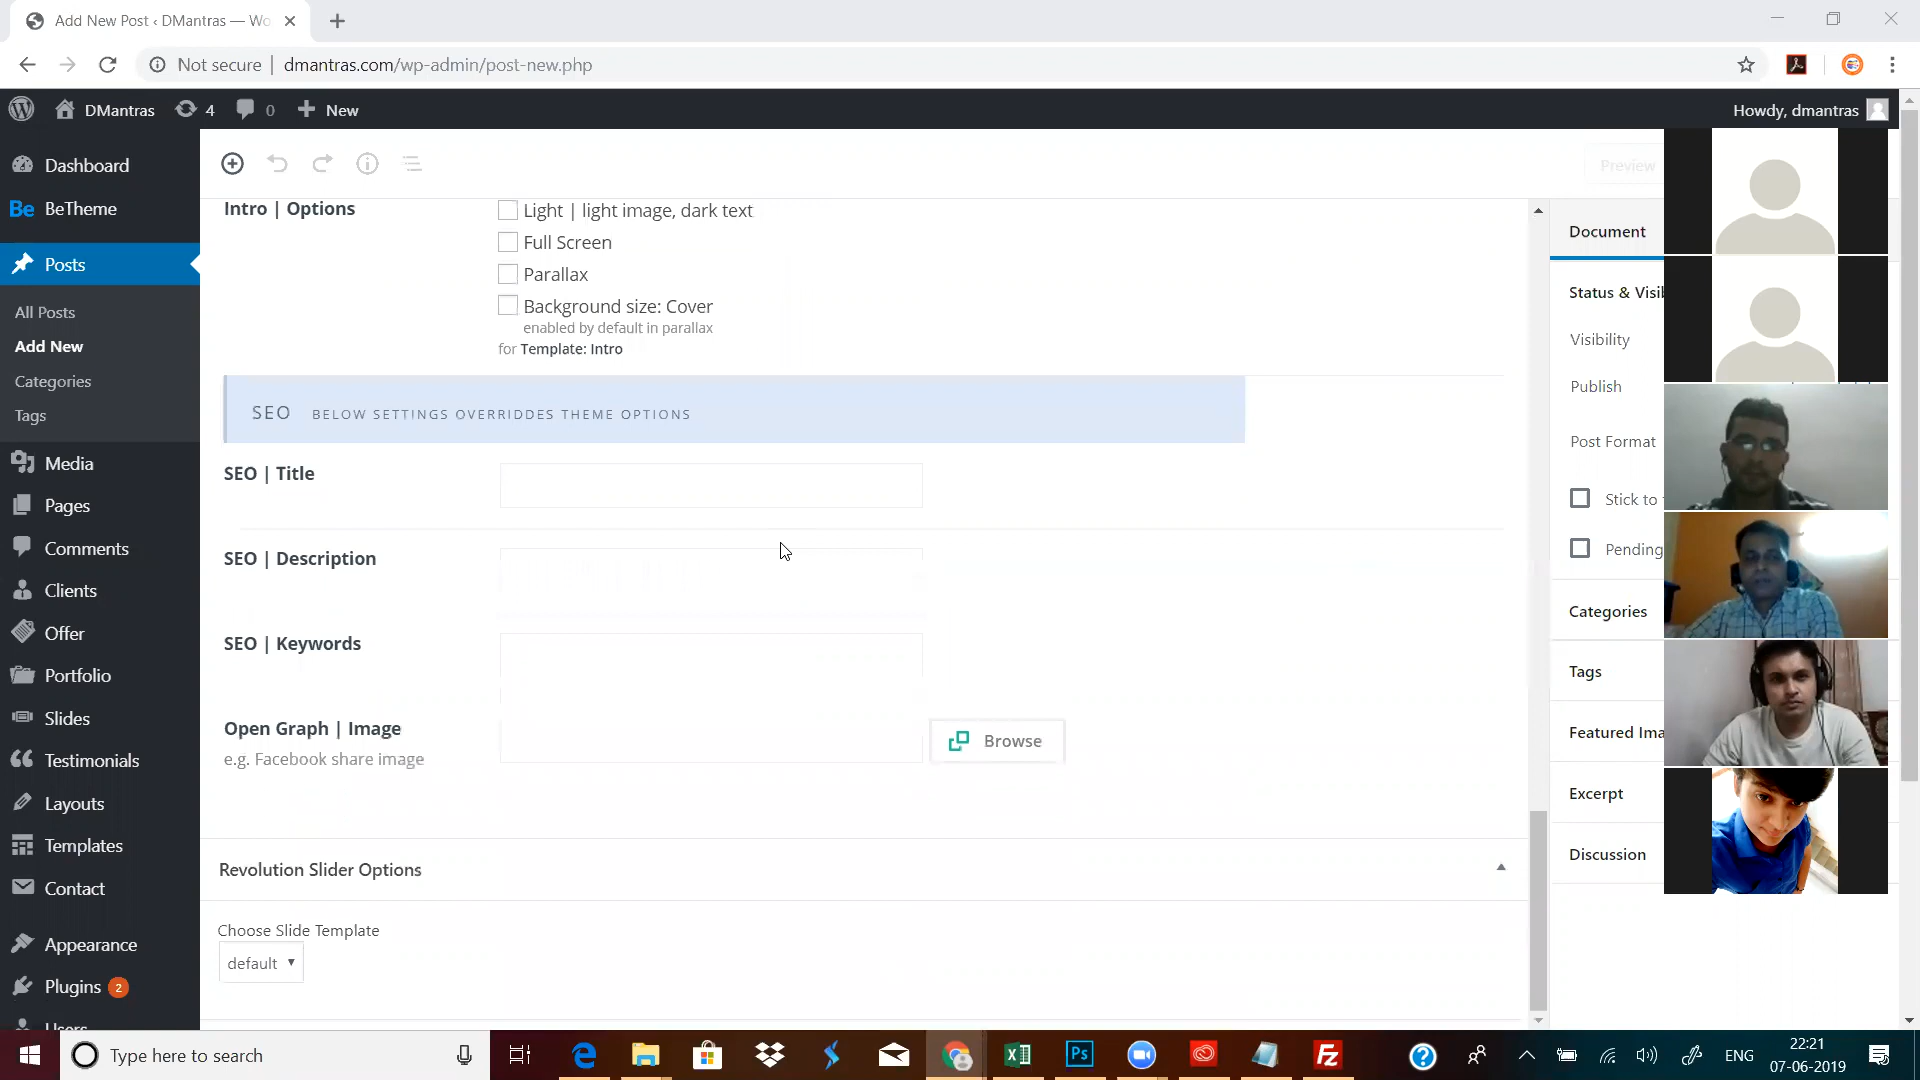 Add New Post ‹ DMantras — Wo
Not secure | dmantras.com/wp-admin/post-new.php
DMantras 4 0 New Howdy, dmantras
Dashboard
BeTheme
Posts
All Posts
Add New
Categories
Tags
Media
Pages
Comments
Clients
Offer
Portfolio
Slides
Testimonials
Layouts
Templates
Contact
Appearance
Plugins 2
Users
Preview
Intro | Options
Light | light image, dark text
Full Screen
Parallax
Background size: Cover
enabled by default in parallax
for Template: Intro
SEO BELOW SETTINGS OVERRIDDES THEME OPTIONS
SEO | Title
SEO | Description
SEO | Keywords
Open Graph | Image
e.g. Facebook share image
Browse
Revolution Slider Options
Choose Slide Template
default
Document
Status & Visi
Visibility
Publish
Post Format
Stick to
Pending
Categories
Tags
Featured Ima
Excerpt
Discussion
Type here to search
ENG
22:21
07-06-2019